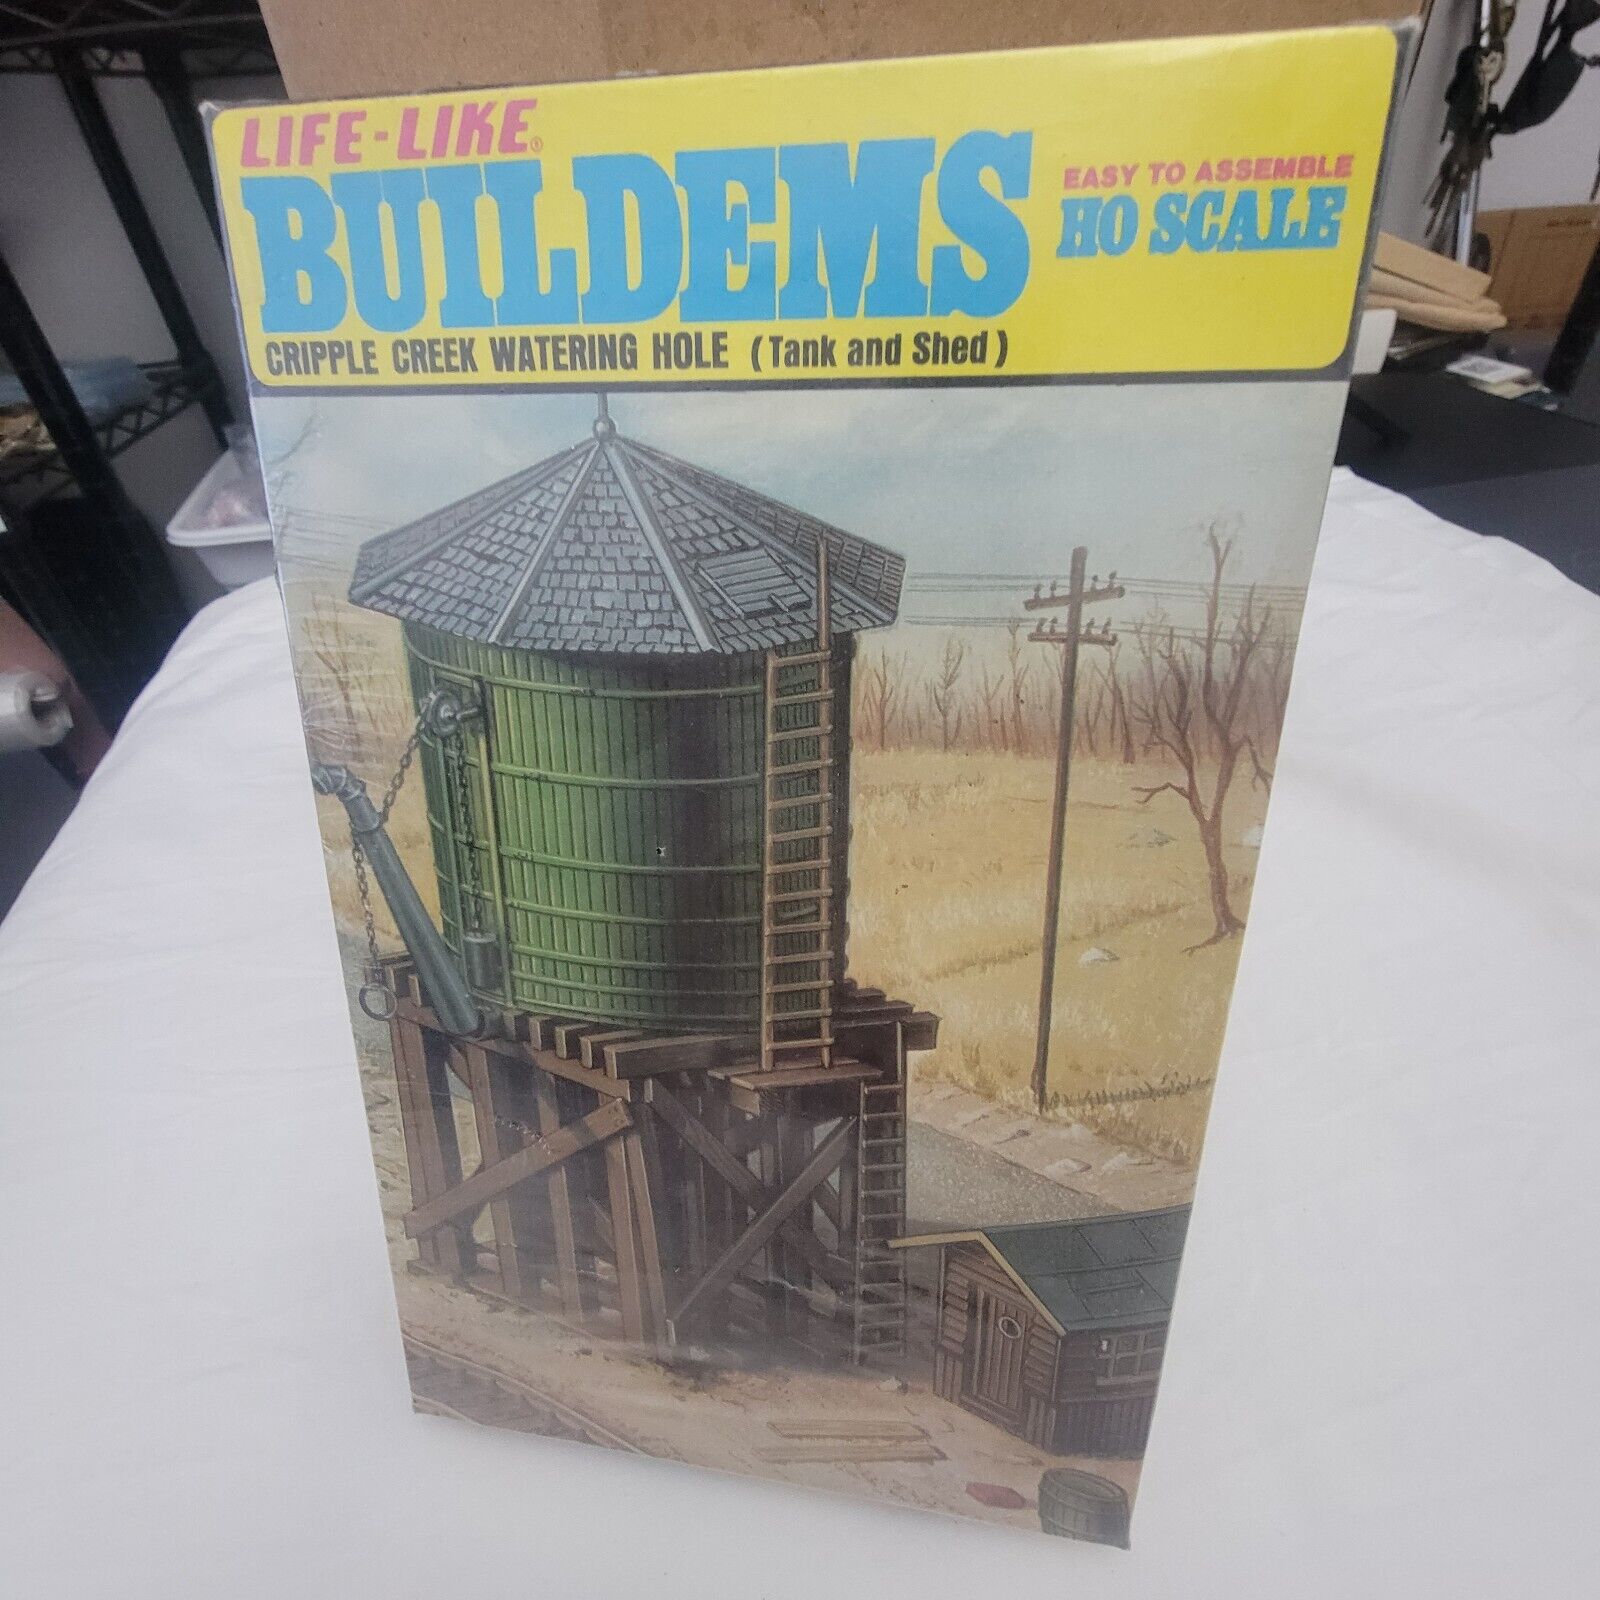 LIFE-LIKE®
BUILDEMS
EASY TO ASSEMBLE
HO SCALE
CRIPPLE CREEK WATERING HOLE (Tank and Shed)